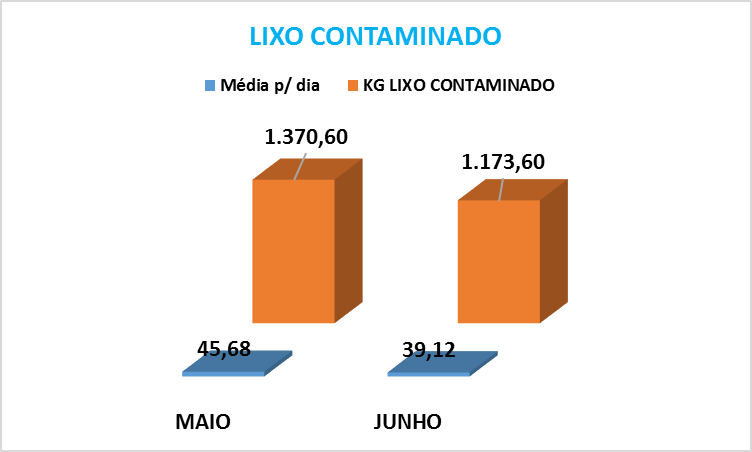 LIXO CONTAMINADO
Média p/ dia KG LIXO CONTAMINADO
1.370,60
1.173,60
45,68
39,12
MAIO JUNHO